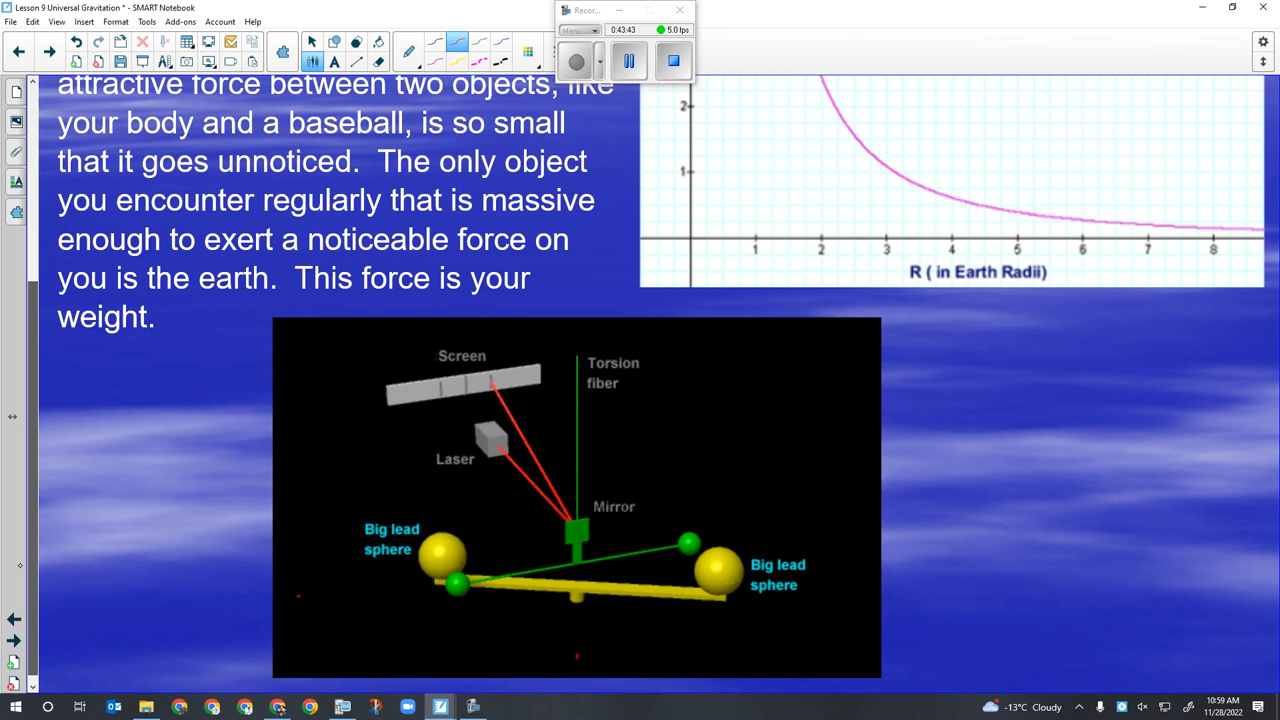 Lesson 9 Universal Gravitation * - SMART Notebook
File Edit View Insert Format Tools Add-ons Account Help
Recor...
Menu
0:43:43
5.0 fps
attractive force between two objects, like
your body and a baseball, is so small
that it goes unnoticed. The only object
you encounter regularly that is massive
enough to exert a noticeable force on
you is the earth. This force is your
weight.
2
1
1 2 3 4 5 6 7 8
R ( in Earth Radii)
Screen
Torsion
fiber
Laser
Mirror
Big lead
sphere
Big lead
sphere
-13°C Cloudy
10:59 AM
11/28/2022